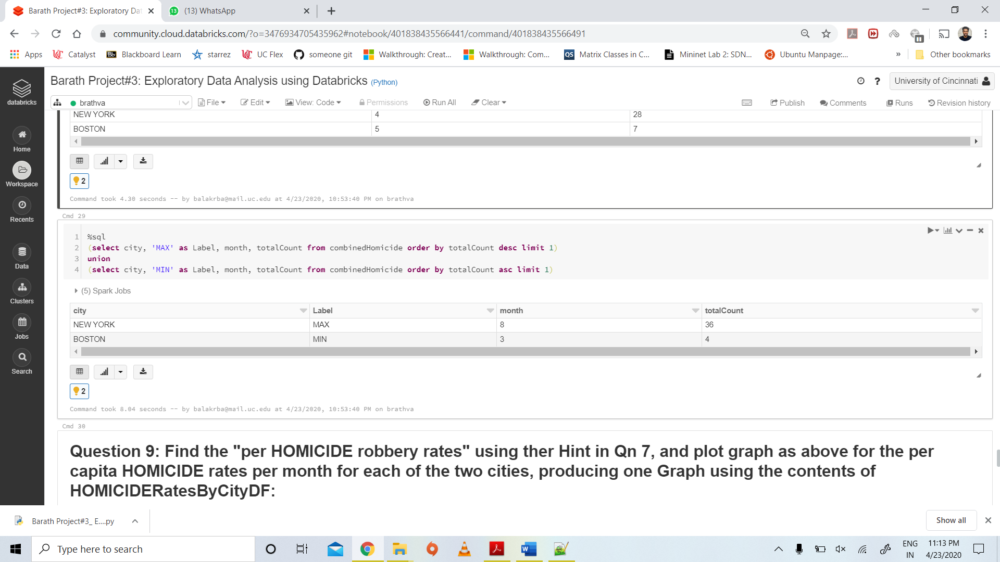 Barath Project#3: Exploratory Dat
13 (13) WhatsApp
community.cloud.databricks.com/?o=3476934705435962#notebook/401838435566441/command/401838435566491
Apps Catalyst Bb Blackboard Learn starrez UC Flex someone git Walkthrough: Creat... Walkthrough: Com... QS Matrix Classes in C... Mininet Lab 2: SDN... Ubuntu Manpage:... » Other bookmarks
databricks
Home
Workspace
Recents
Data
Clusters
Jobs
Search
Barath Project#3: Exploratory Data Analysis using Databricks (Python)
? University of Cincinnati
brathva File Edit View: Code Permissions Run All Clear Publish Comments Runs Revision history
NEW YORK 4 28
BOSTON 5 7
2
Command took 4.30 seconds -- by balakrba@mail.uc.edu at 4/23/2020, 10:53:40 PM on brathva
Cmd 29
1 %sql
2 (select city, 'MAX' as Label, month, totalCount from combinedHomicide order by totalCount desc limit 1)
3 union
4 (select city, 'MIN' as Label, month, totalCount from combinedHomicide order by totalCount asc limit 1)
(5) Spark Jobs
city Label month totalCount
NEW YORK MAX 8 36
BOSTON MIN 3 4
2
Command took 8.04 seconds -- by balakrba@mail.uc.edu at 4/23/2020, 10:53:40 PM on brathva
Cmd 30
Question 9: Find the "per HOMICIDE robbery rates" using ther Hint in Qn 7, and plot graph as above for the per
capita HOMICIDE rates per month for each of the two cities, producing one Graph using the contents of
HOMICIDERatesByCityDF:
Barath Project#3_ E....py
Show all
Type here to search
ENG 11:13 PM
IN 4/23/2020